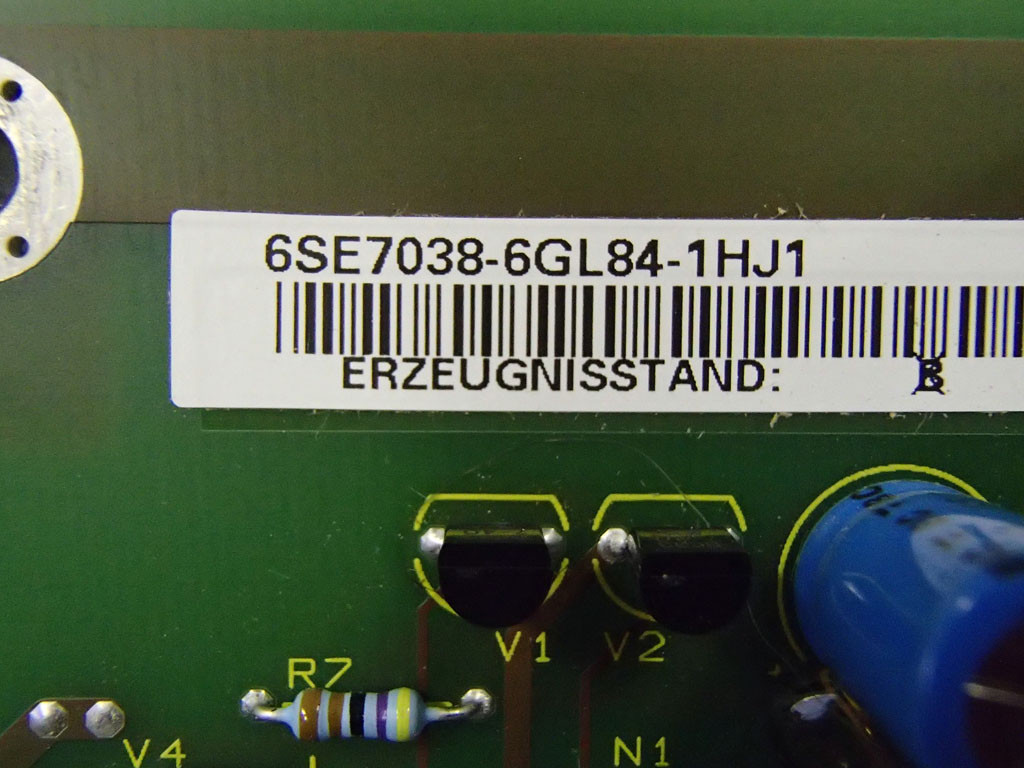 6SE7038-6GL84-1HJ1
ERZEUGNISSTAND:
V1 V2
R7
V4 N1